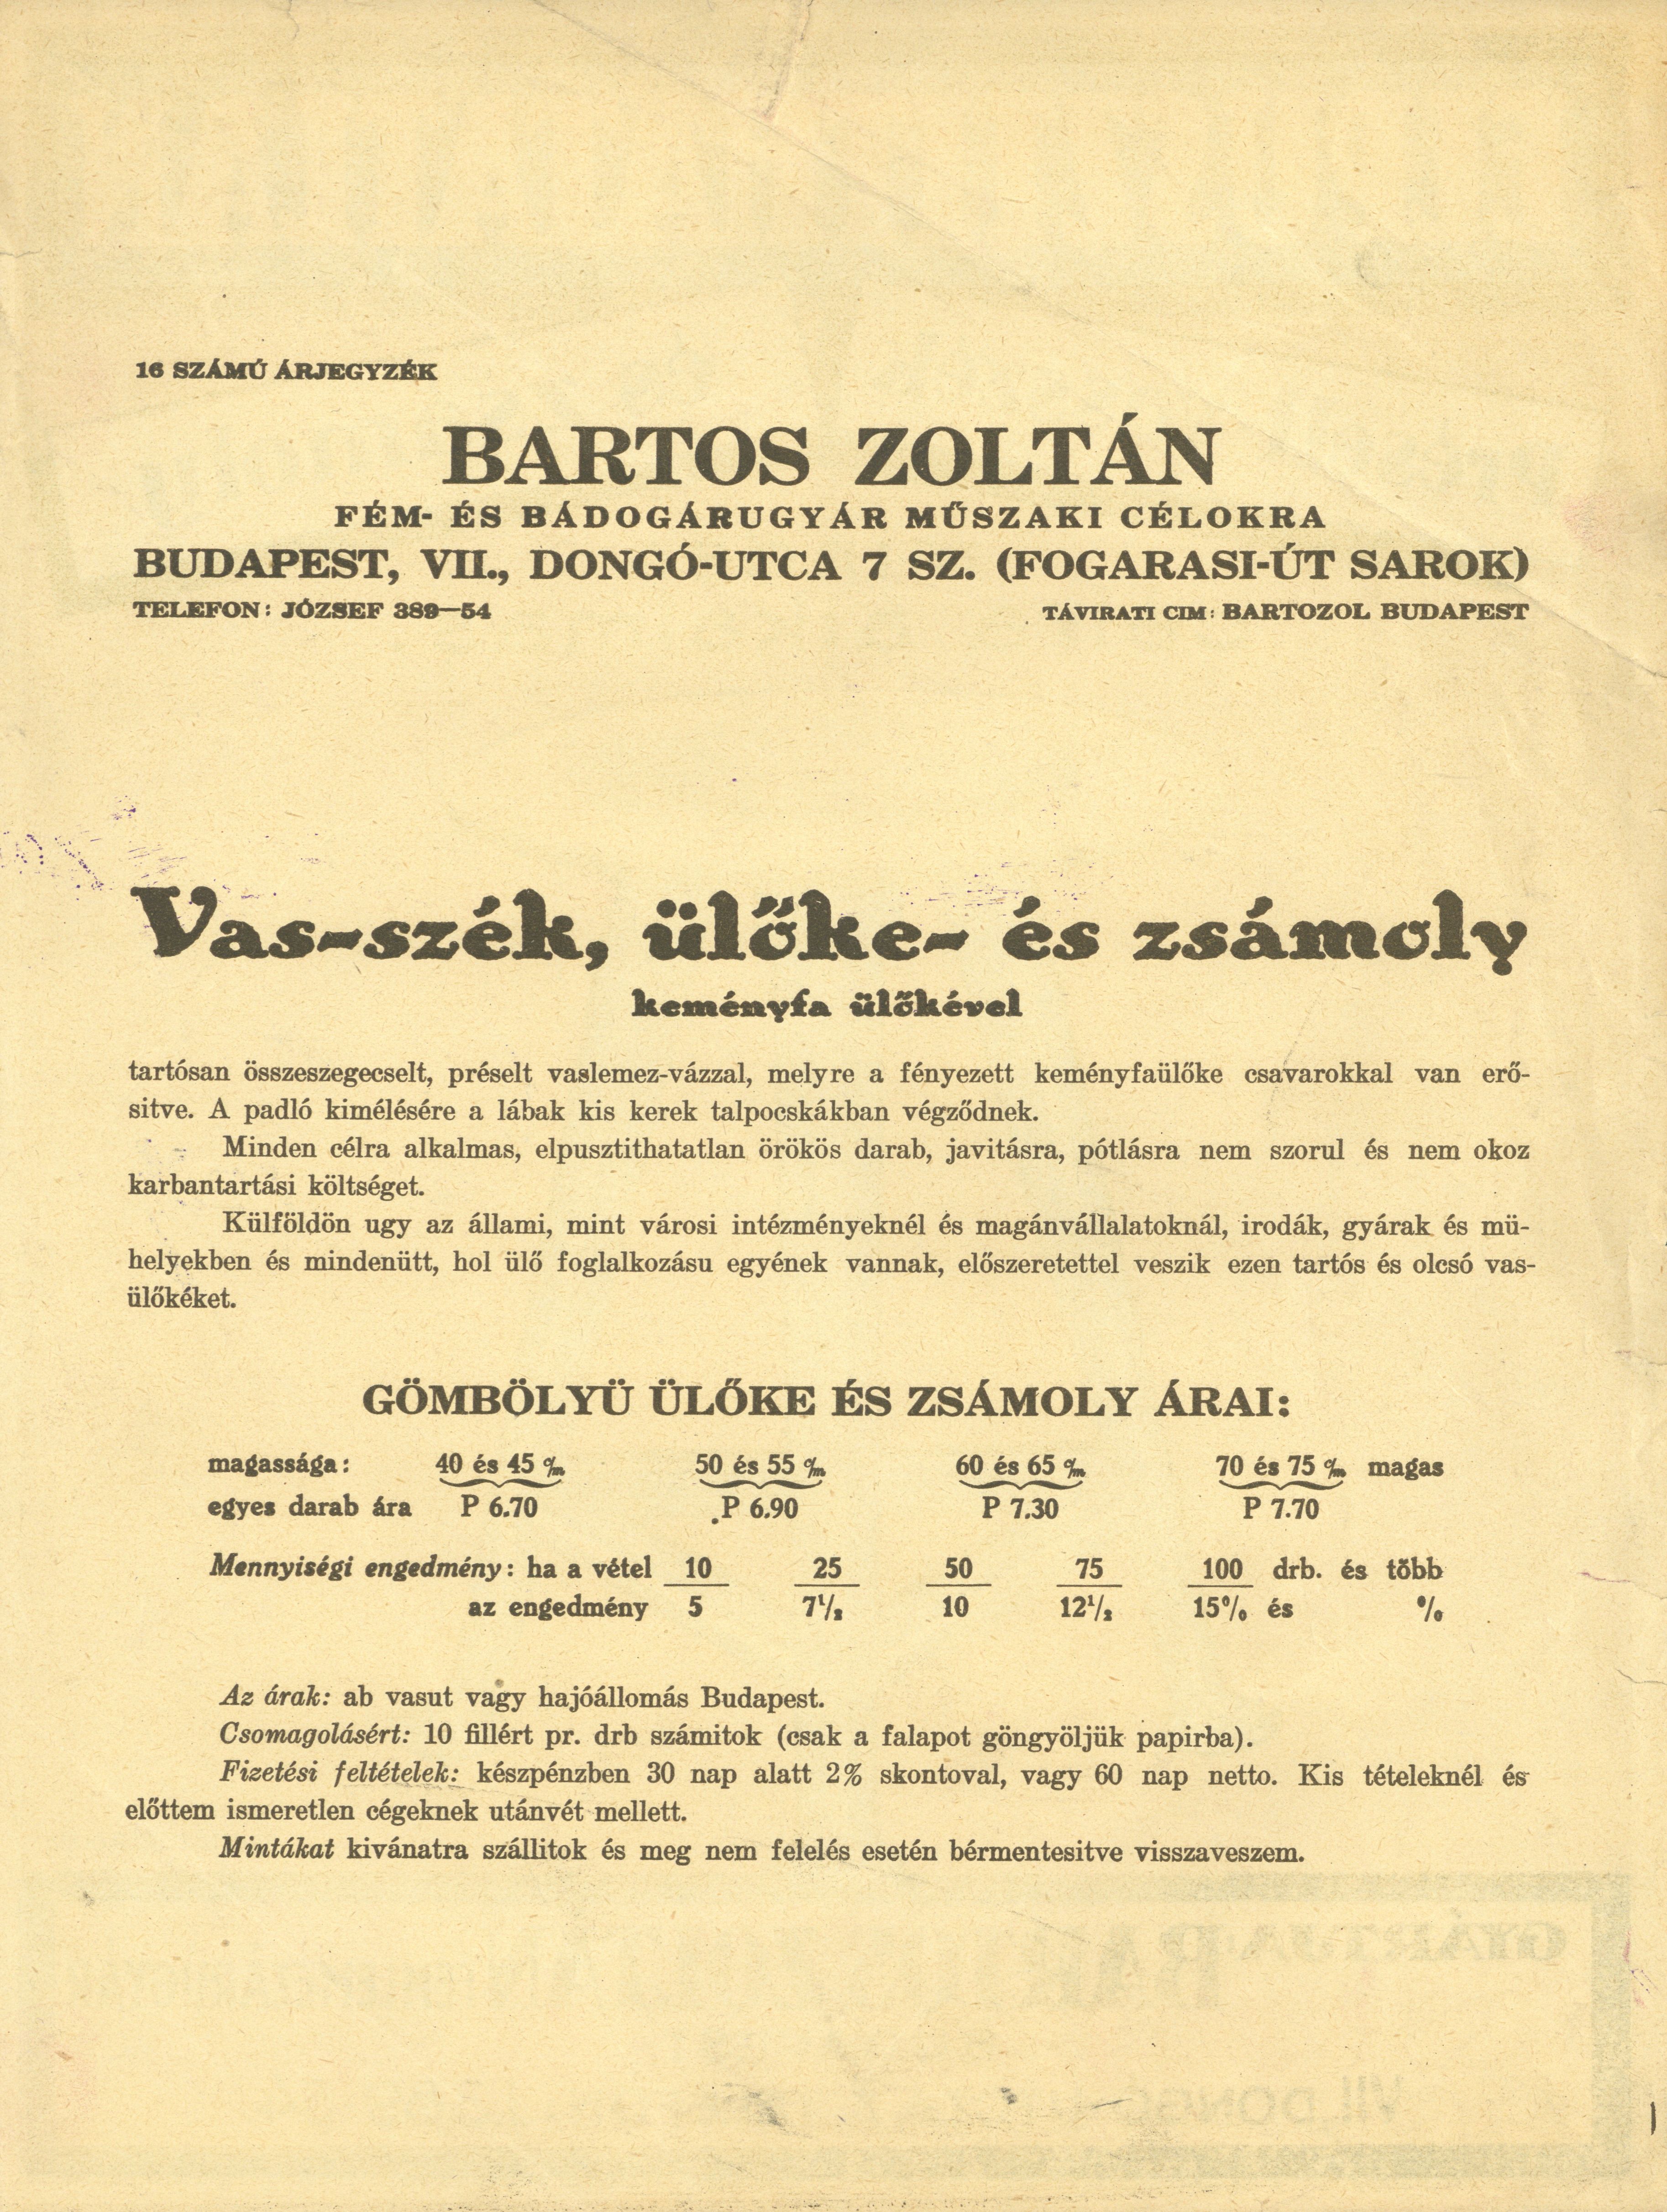 16 SZÁMÚ ÁRJEGYZÉK
BARTOS ZOLTÁN
FÉM- ÉS BÁDOGÁRUGYÁR MŰSZAKI CÉLOKRA
BUDAPEST, VII., DONGÓ-UTCA 7 SZ. (FOGARASI-ÚT SAROK)
TELEFON: JÓZSEF 389—54 TÁVIRATI CIM: BARTOZOL BUDAPEST
Vas-szék, ülőke- és zsámoly
keményfa ülőkével
tartósan összeszegecselt, préselt vaslemez-vázzal, melyre a fényezett keményfaülőke csavarokkal van erő-
sitve. A padló kimélésére a lábak kis kerek talpocskákban végződnek.
Minden célra alkalmas, elpusztithatatlan örökös darab, javitásra, pótlásra nem szorul és nem okoz
karbantartási költséget.
Külföldön ugy az állami, mint városi intézményeknél és magánvállalatoknál, irodák, gyárak és mü-
helyekben és mindenütt, hol ülő foglalkozásu egyének vannak, előszeretettel veszik ezen tartós és olcsó vas-
ülőkéket.
GÖMBÖLYÜ ÜLŐKE ÉS ZSÁMOLY ÁRAI:
magassága: 40 és 45 c/m 50 és 55 c/m 60 és 65 c/m 70 és 75 c/m magas
egyes darab ára P 6.70 P 6.90 P 7.30 P 7.70
Mennyiségi engedmény: ha a vétel 10 25 50 75 100 drb. és több
az engedmény 5 7½ 10 12½ 15% és %
Az árak: ab vasut vagy hajóállomás Budapest.
Csomagolásért: 10 fillért pr. drb számitok (csak a falapot göngyöljük papirba).
Fizetési feltételek: készpénzben 30 nap alatt 2% skontoval, vagy 60 nap netto. Kis tételeknél és
előttem ismeretlen cégeknek utánvét mellett.
Mintákat kivánatra szállitok és meg nem felelés esetén bérmentesitve visszaveszem.